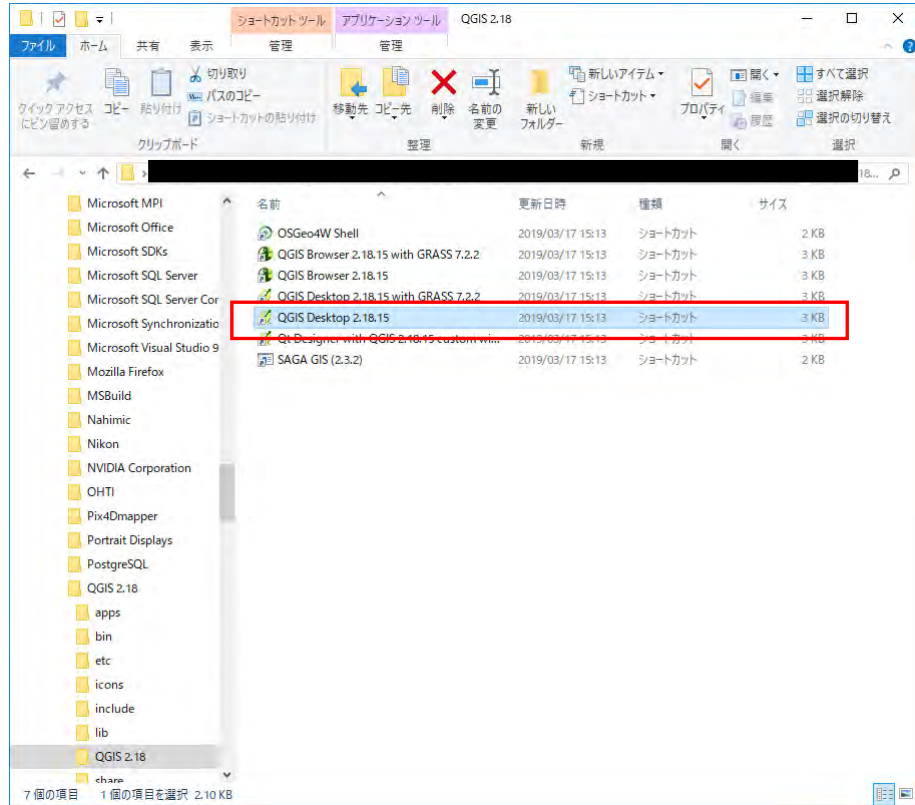 ショートカット ツール アプリケーション ツール QGIS 2.18
ファイル ホーム 共有 表示 管理 管理
クイック アクセス
にピン留めする
コピー 貼り付け
切り取り
パスのコピー
ショートカットの貼り付け
移動先 コピー先 削除 名前の
変更
新しい
フォルダー
新しいアイテム
ショートカット
プロパティ
開く
編集
履歴
すべて選択
選択解除
選択の切り替え
クリップボード 整理 新規 開く 選択
18...
名前 更新日時 種類 サイズ
Microsoft MPI
Microsoft Office
Microsoft SDKs
Microsoft SQL Server
Microsoft SQL Server Cor
Microsoft Synchronizatio
Microsoft Visual Studio 9
Mozilla Firefox
MSBuild
Nahimic
Nikon
NVIDIA Corporation
OHTI
Pix4Dmapper
Portrait Displays
PostgreSQL
QGIS 2.18
apps
bin
etc
icons
include
lib
QGIS 2.18
share
OSGeo4W Shell 2019/03/17 15:13 ショートカット 2 KB
QGIS Browser 2.18.15 with GRASS 7.2.2 2019/03/17 15:13 ショートカット 3 KB
QGIS Browser 2.18.15 2019/03/17 15:13 ショートカット 3 KB
QGIS Desktop 2.18.15 with GRASS 7.2.2 2019/03/17 15:13 ショートカット 3 KB
QGIS Desktop 2.18.15 2019/03/17 15:13 ショートカット 3 KB
Qt Designer with QGIS 2.18.15 custom wi... 2019/03/17 15:13 ショートカット 3 KB
SAGA GIS (2.3.2) 2019/03/17 15:13 ショートカット 2 KB
7 個の項目 1 個の項目を選択 2.10 KB